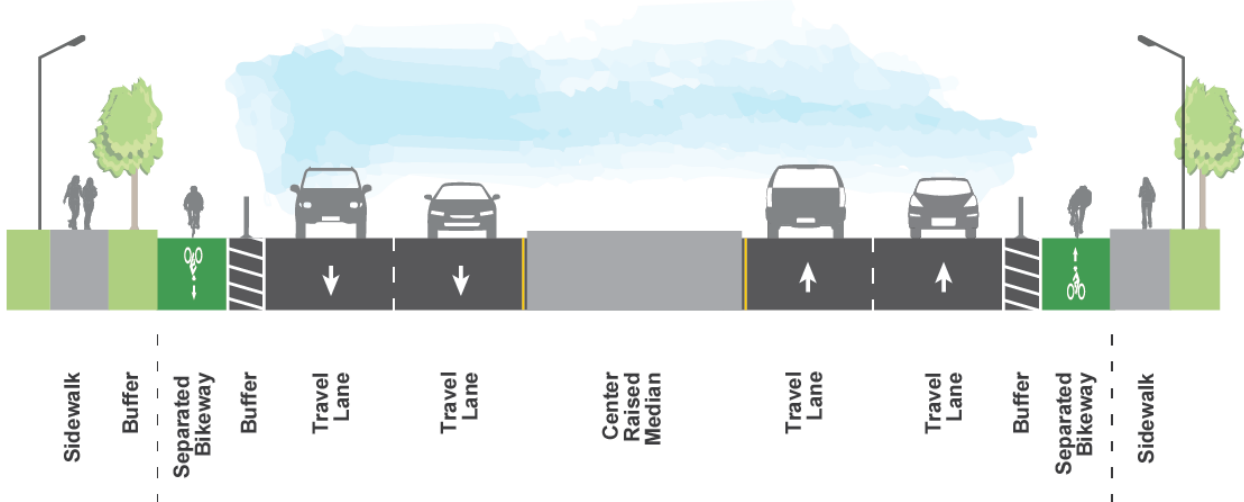 Sidewalk
Buffer
Separated
Bikeway
Buffer
Travel
Lane
Travel
Lane
Center
Raised
Median
Travel
Lane
Travel
Lane
Buffer
Separated
Bikeway
Sidewalk